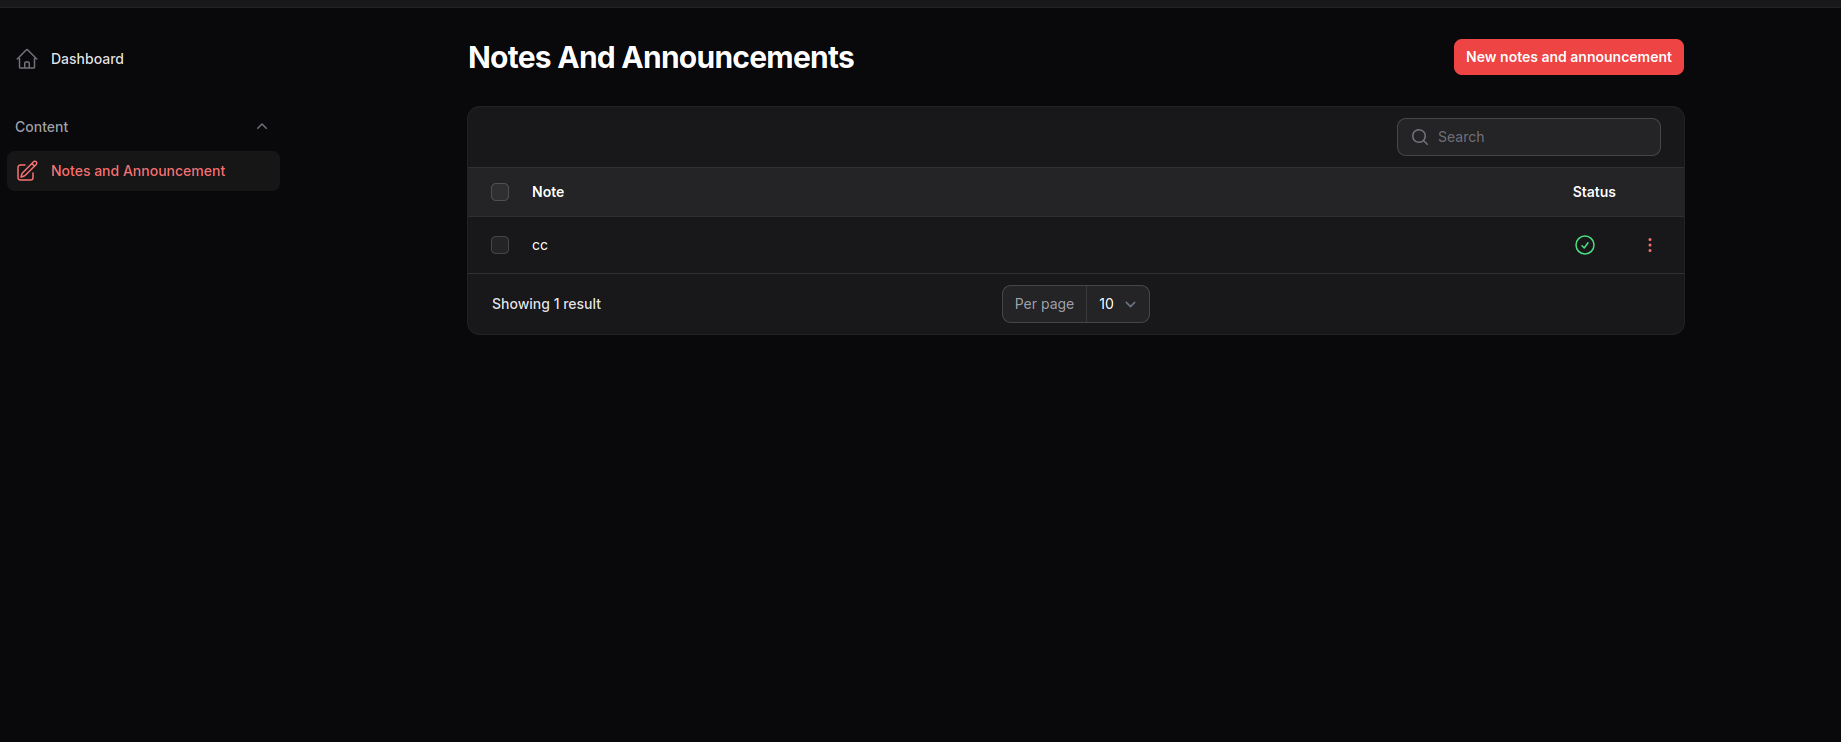 Dashboard
Content
Notes and Announcement
Notes And Announcements
New notes and announcement
Search
Note Status
cc
Showing 1 result
Per page 10